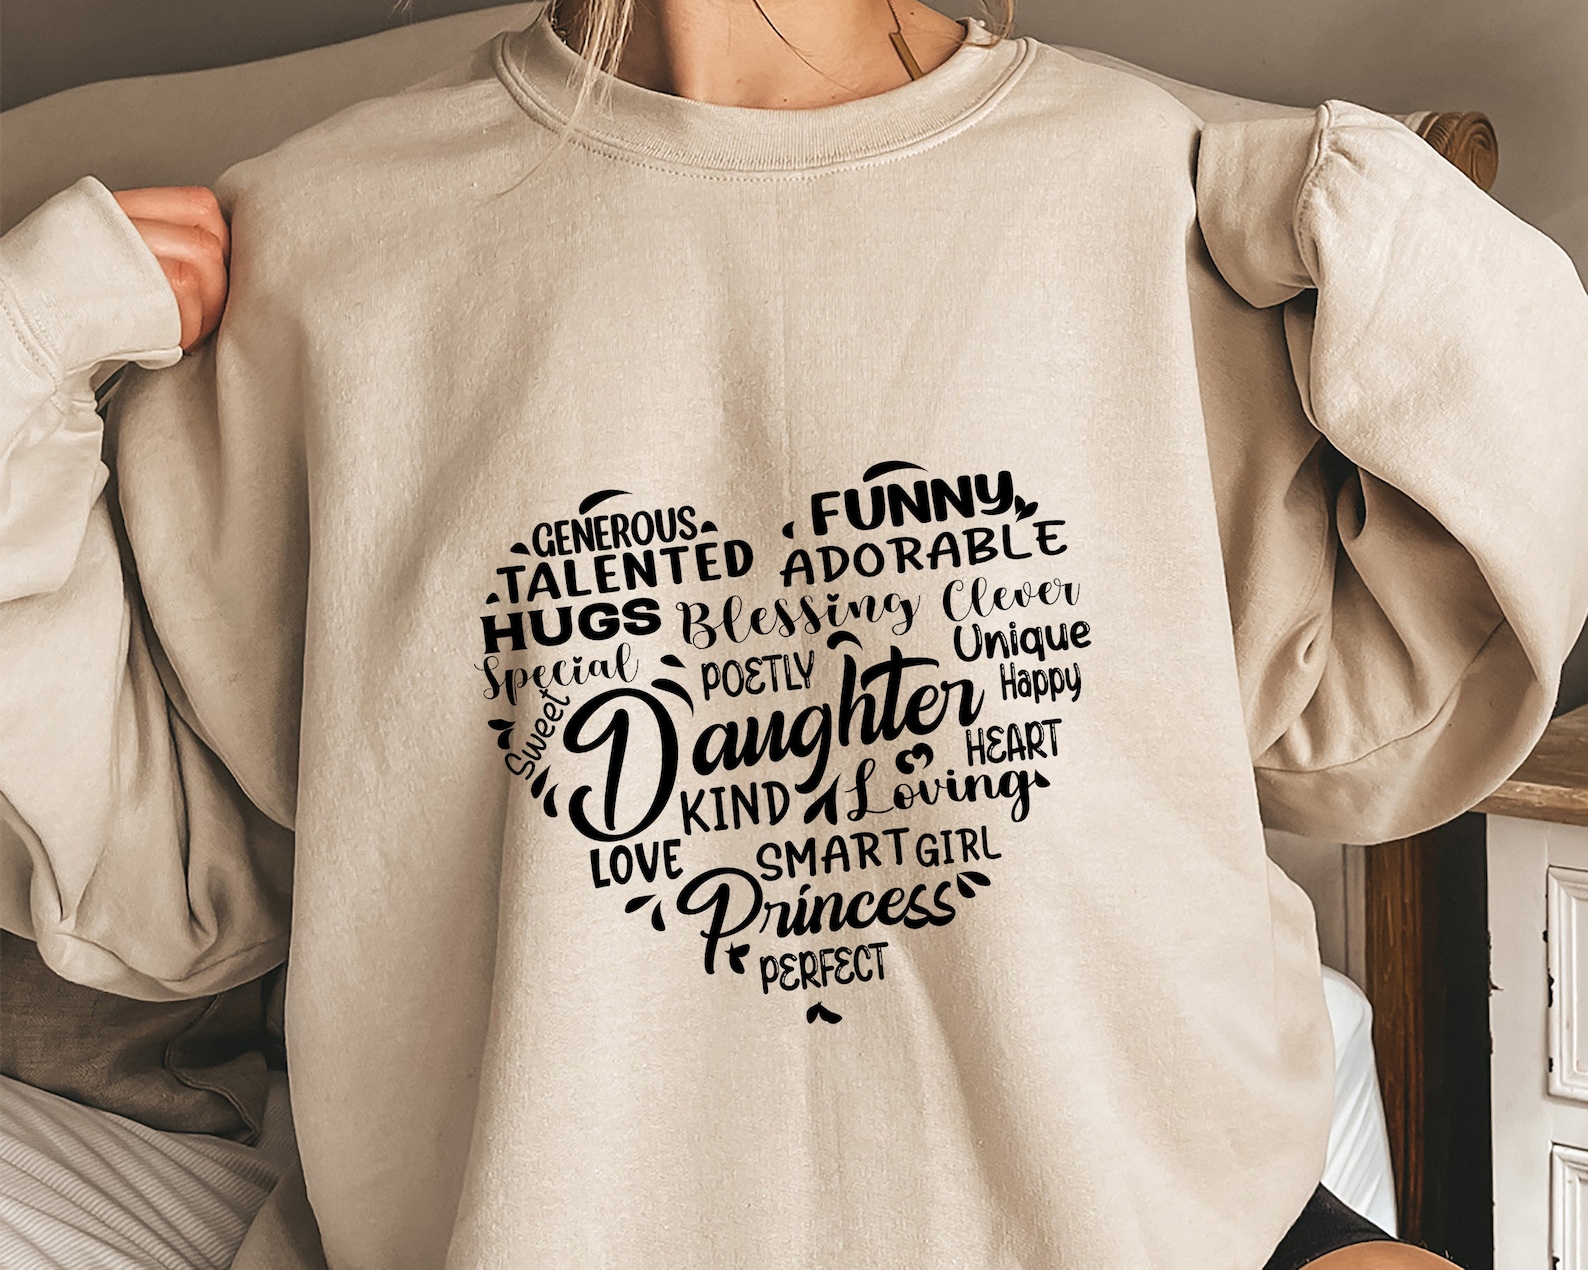 GENEROUS
FUNNY
TALENTED
ADORABLE
HUGS
Blessing
Clever
Special
POETLY
Unique
Sweet
Daughter
Happy
HEART
KIND
Loving
LOVE
SMART GIRL
Princess
PERFECT